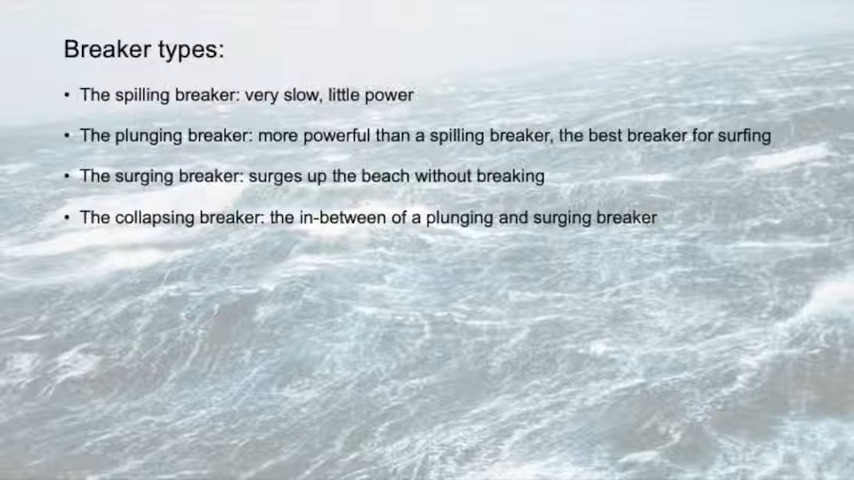 Breaker types:
• The spilling breaker: very slow, little power
• The plunging breaker: more powerful than a spilling breaker, the best breaker for surfing
• The surging breaker: surges up the beach without breaking
• The collapsing breaker: the in-between of a plunging and surging breaker